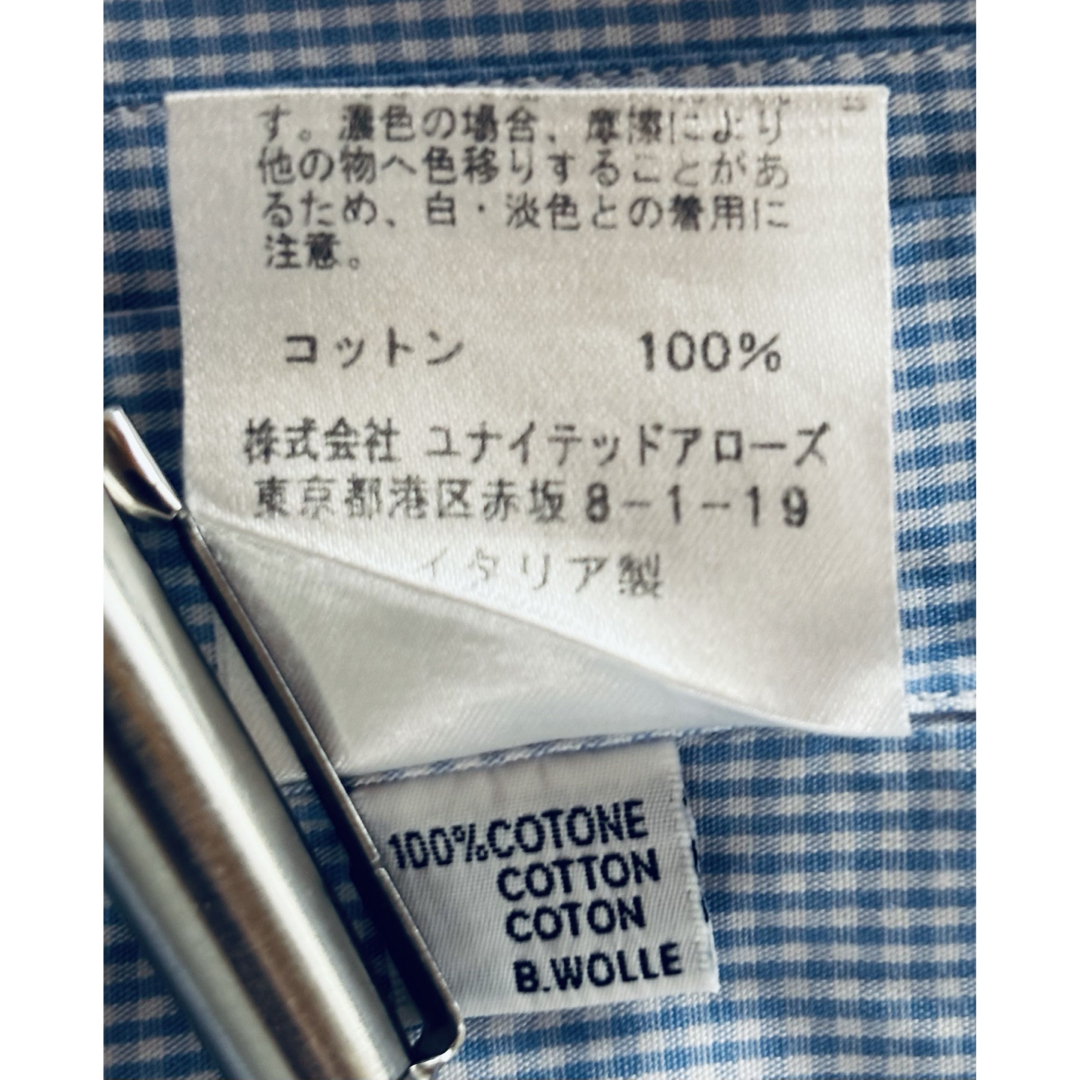 す。濃色の場合、摩擦により
他の物へ色移りすることがあ
るため、白・淡色との着用に
注意。
コットン 100%
株式会社 ユナイテッドアローズ
東京都港区赤坂8-1-19
イタリア製
100%COTONE
COTTON
COTON
B.WOLLE